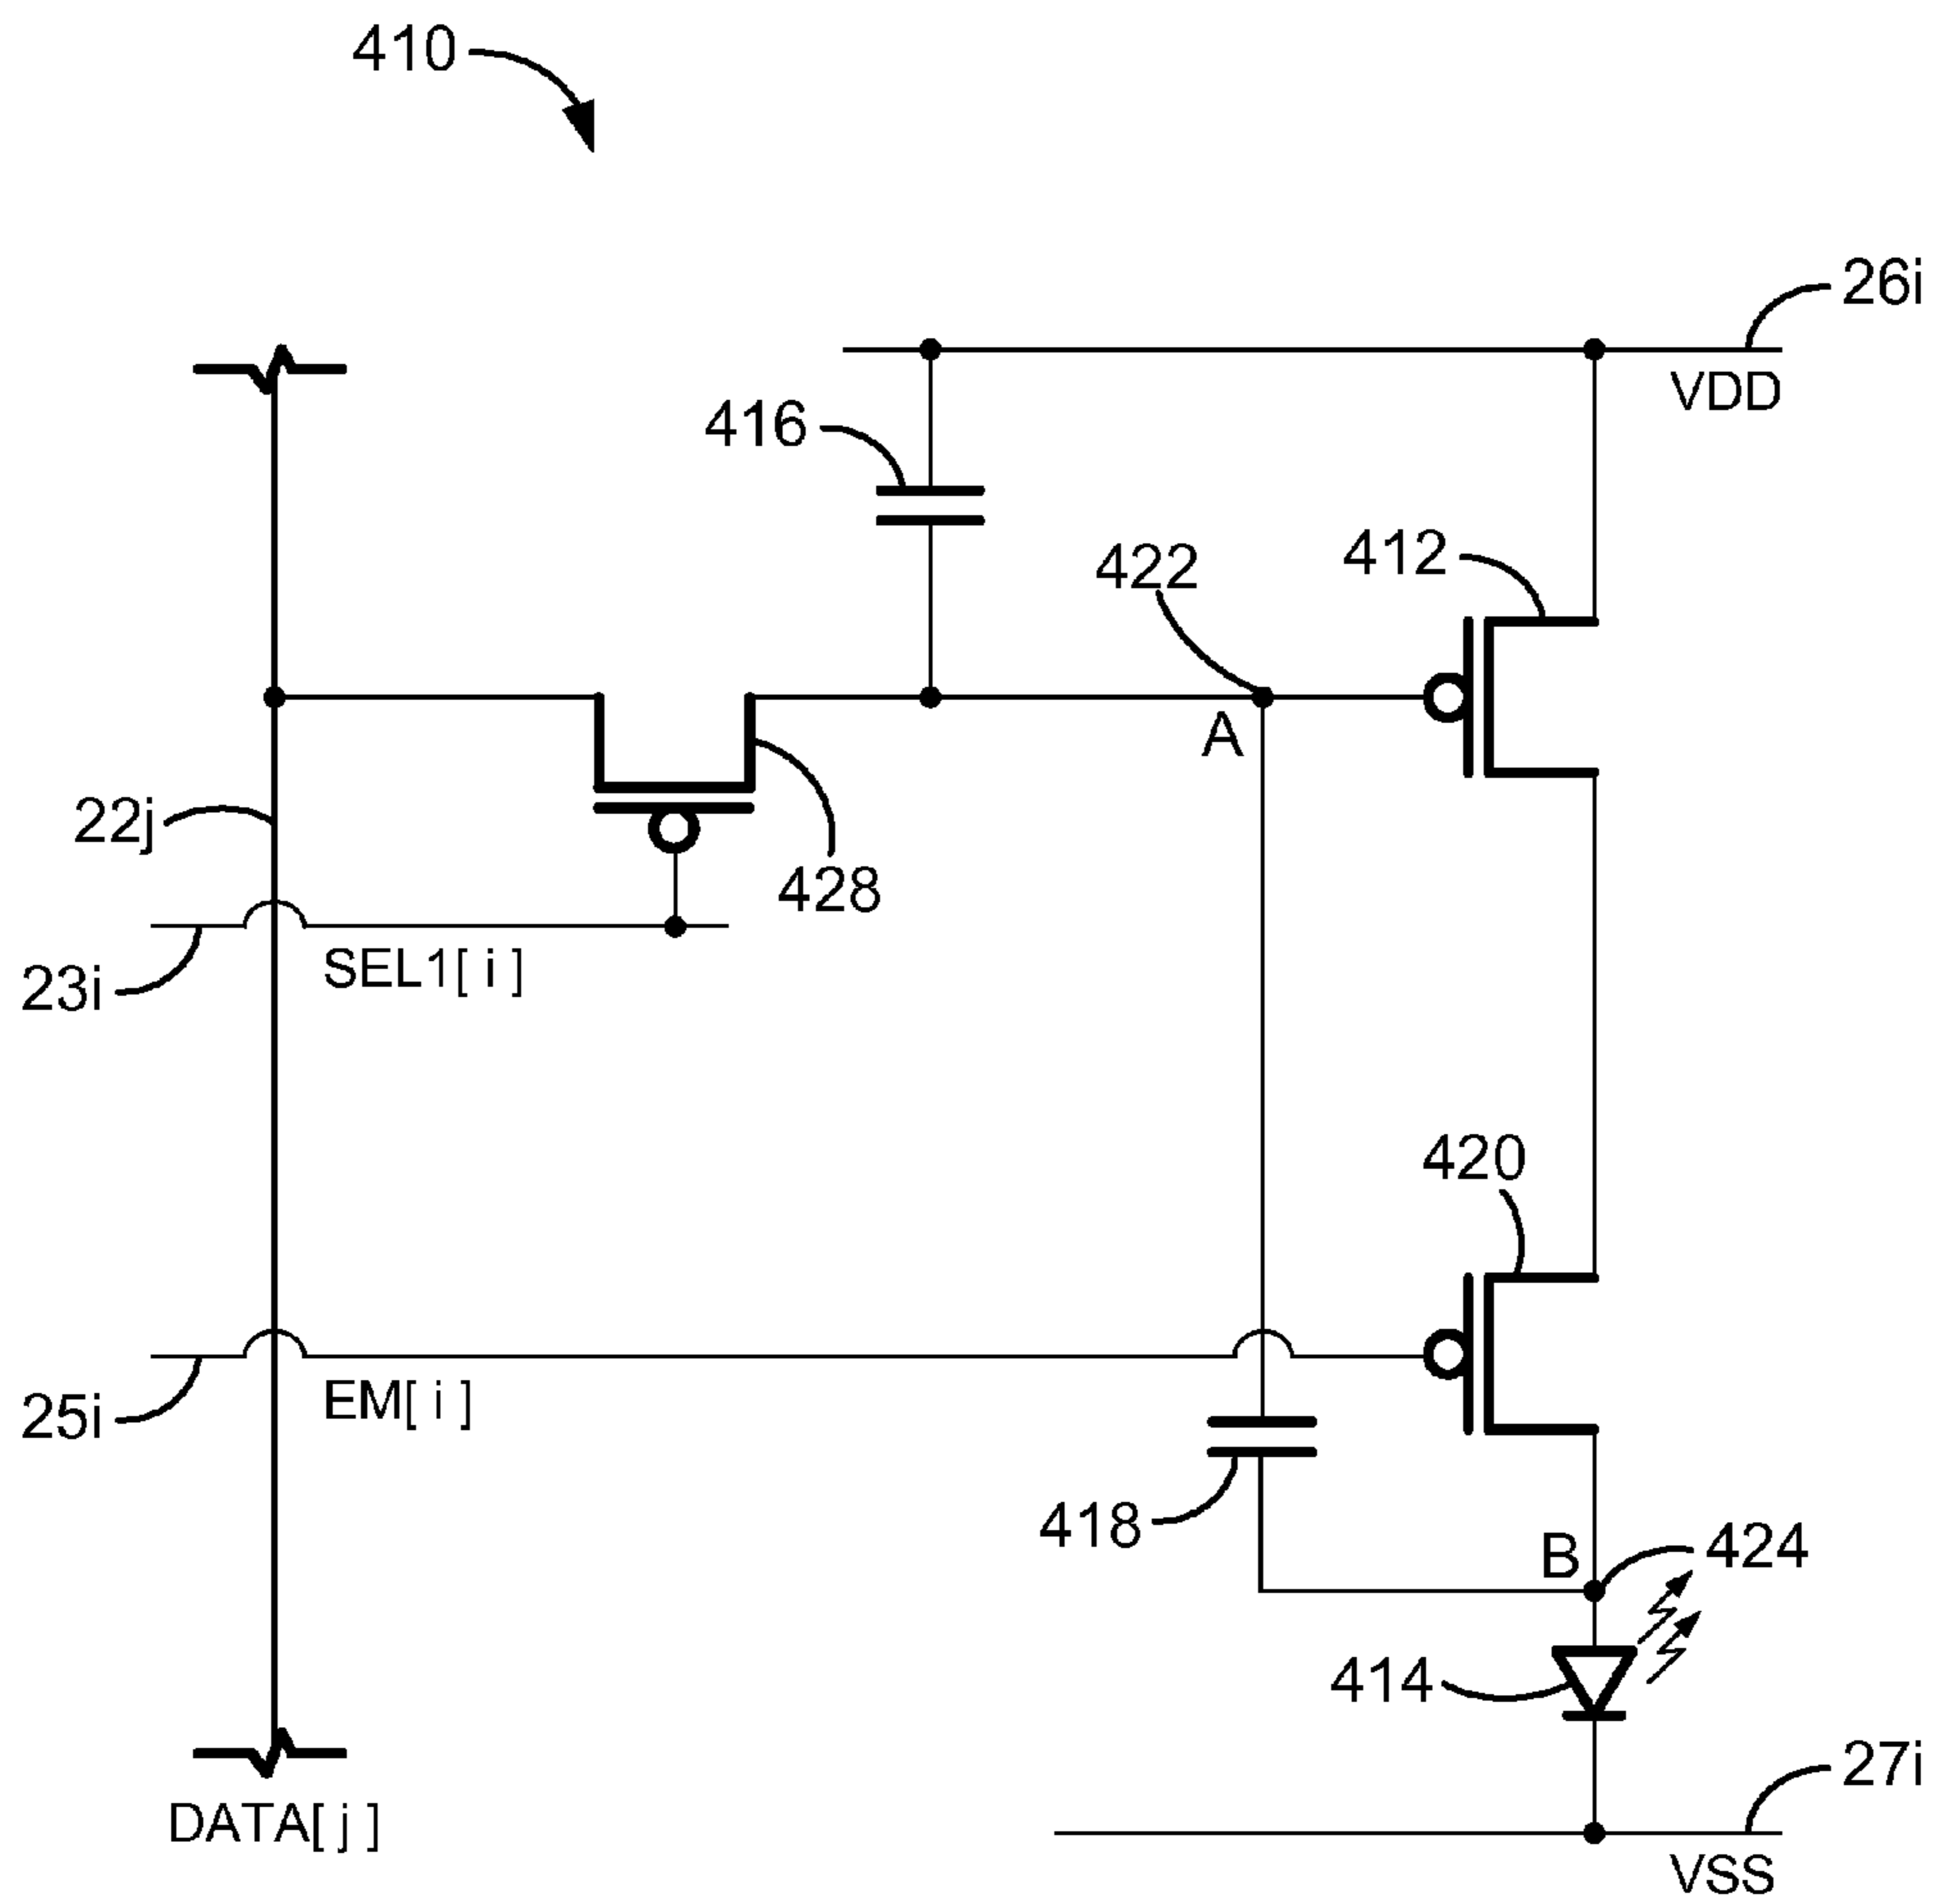 410
26i
VDD
416
422
412
A
22j
428
SEL1[ i ]
23i
420
EM[ i ]
25i
418
B
424
414
27i
DATA[ j ]
VSS